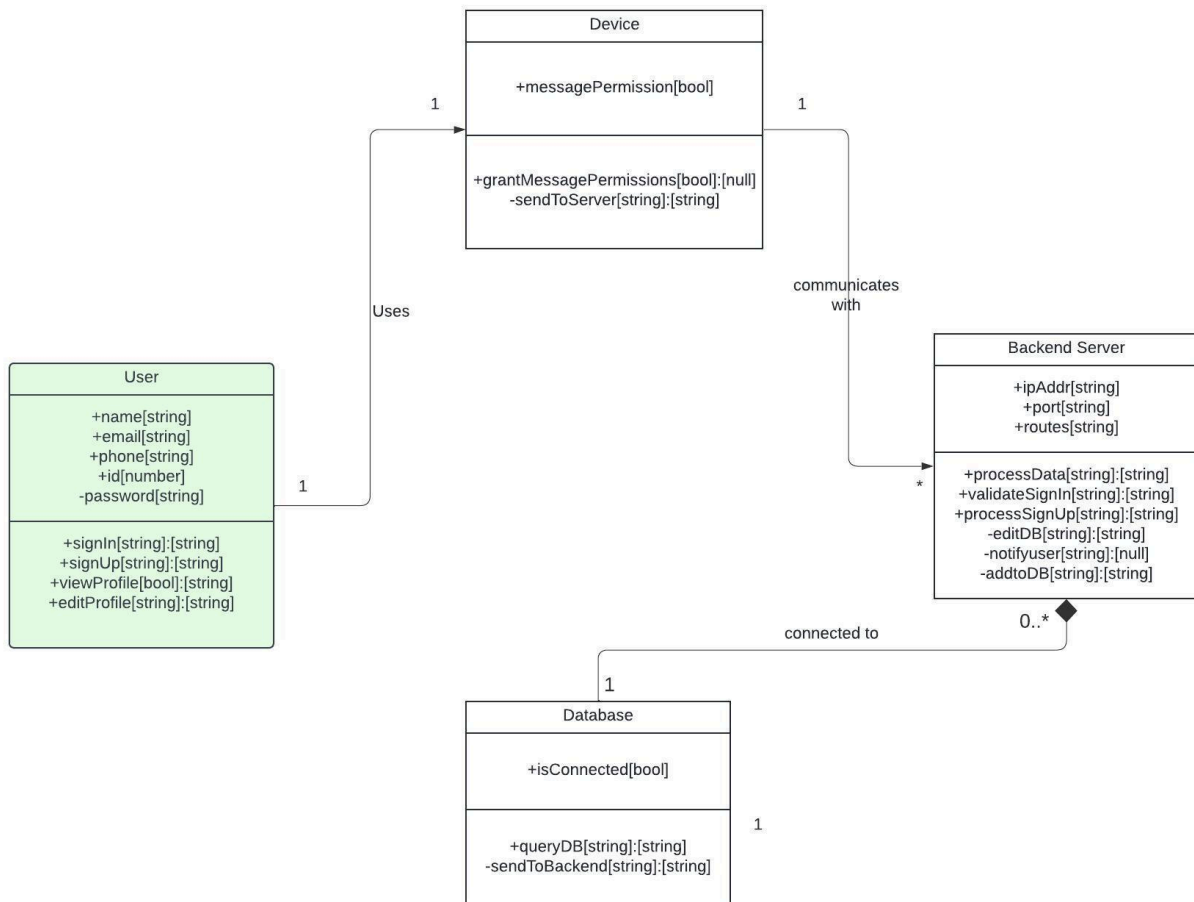 Device
+messagePermission[bool]
+grantMessagePermissions[bool]:[null]
-sendToServer[string]:[string]
1
1
Uses
communicates
with
User
+name[string]
+email[string]
+phone[string]
+id[number]
-password[string]
+signIn[string]:[string]
+signUp[string]:[string]
+viewProfile[bool]:[string]
+editProfile[string]:[string]
1
Backend Server
+ipAddr[string]
+port[string]
+routes[string]
+processData[string]:[string]
+validateSignIn[string]:[string]
+processSignUp[string]:[string]
-editDB[string]:[string]
-notifyuser[string]:[null]
-addtoDB[string]:[string]
*
0..*
connected to
1
Database
+isConnected[bool]
+queryDB[string]:[string]
-sendToBackend[string]:[string]
1